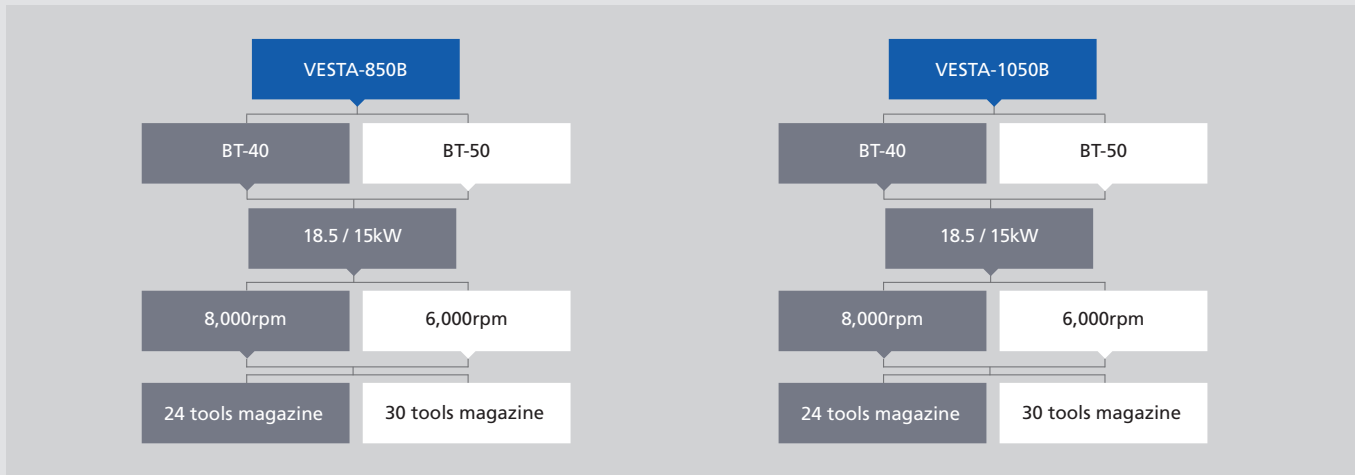 VESTA-850B
BT-40
BT-50
18.5 / 15kW
8,000rpm
6,000rpm
24 tools magazine
30 tools magazine
VESTA-1050B
BT-40
BT-50
18.5 / 15kW
8,000rpm
6,000rpm
24 tools magazine
30 tools magazine